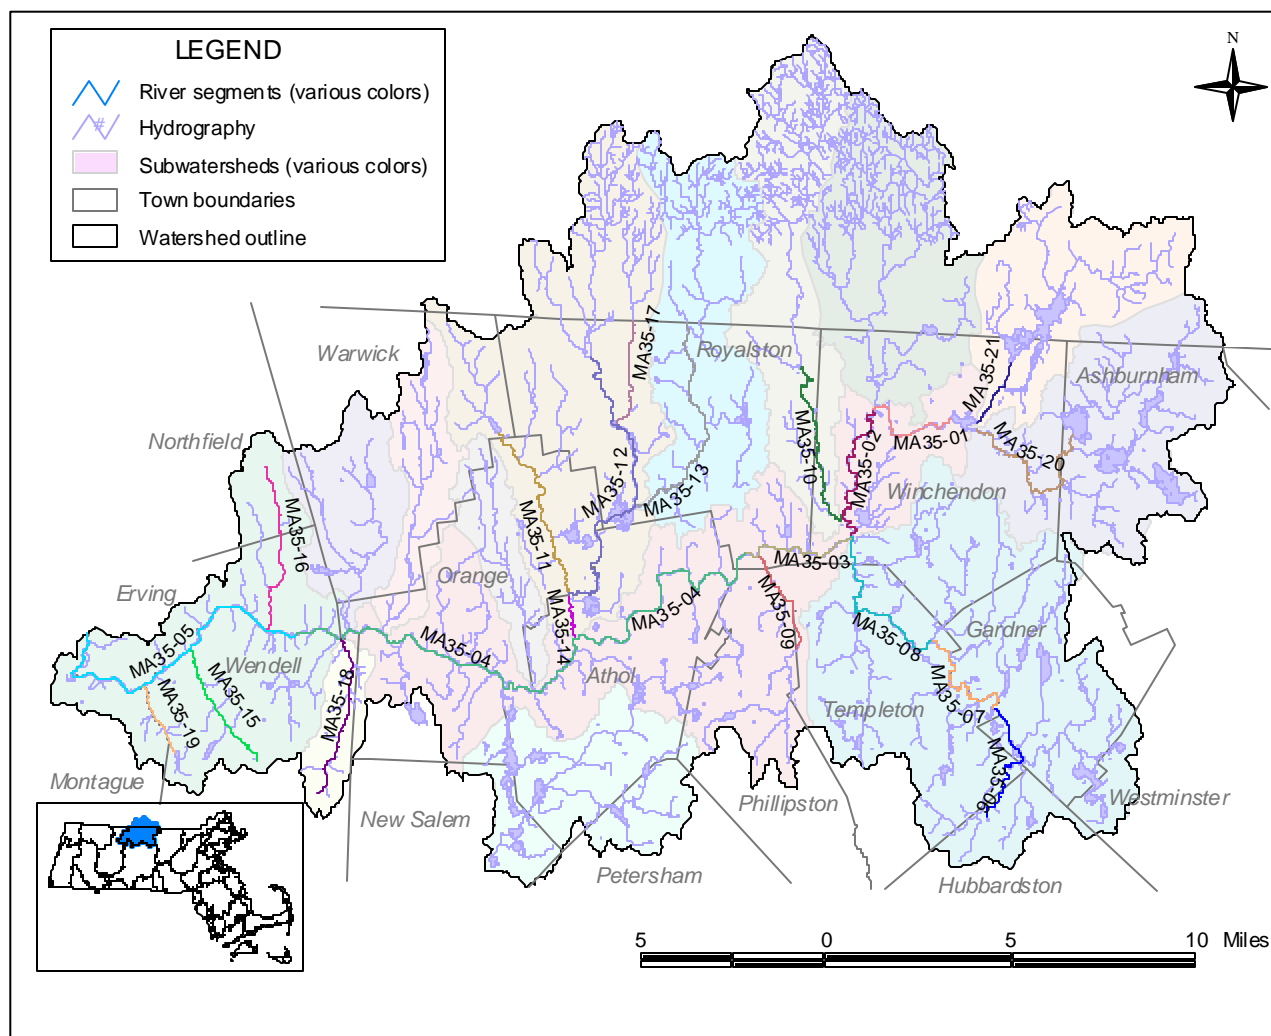 LEGEND
River segments (various colors)
Hydrography
Subwatersheds (various colors)
Town boundaries
Watershed outline
N
Warwick
MA35-17
Royalston
MA35-21
Ashburnham
Northfield
MA35-10
MA35-02
MA35-01
MA35-20
MA35-12
MA35-13
Winchendon
MA35-16
MA35-11
MA35-03
Orange
Erving
MA35-04
MA35-09
MA35-14
MA35-05
Wendell
MA35-04
MA35-08
Gardner
MA35-15
MA35-18
Athol
MA35-19
Templeton
MA35-07
Montague
MA35-06
New Salem
Phillipston
Westminster
Petersham
Hubbardston
5 0 5 10 Miles